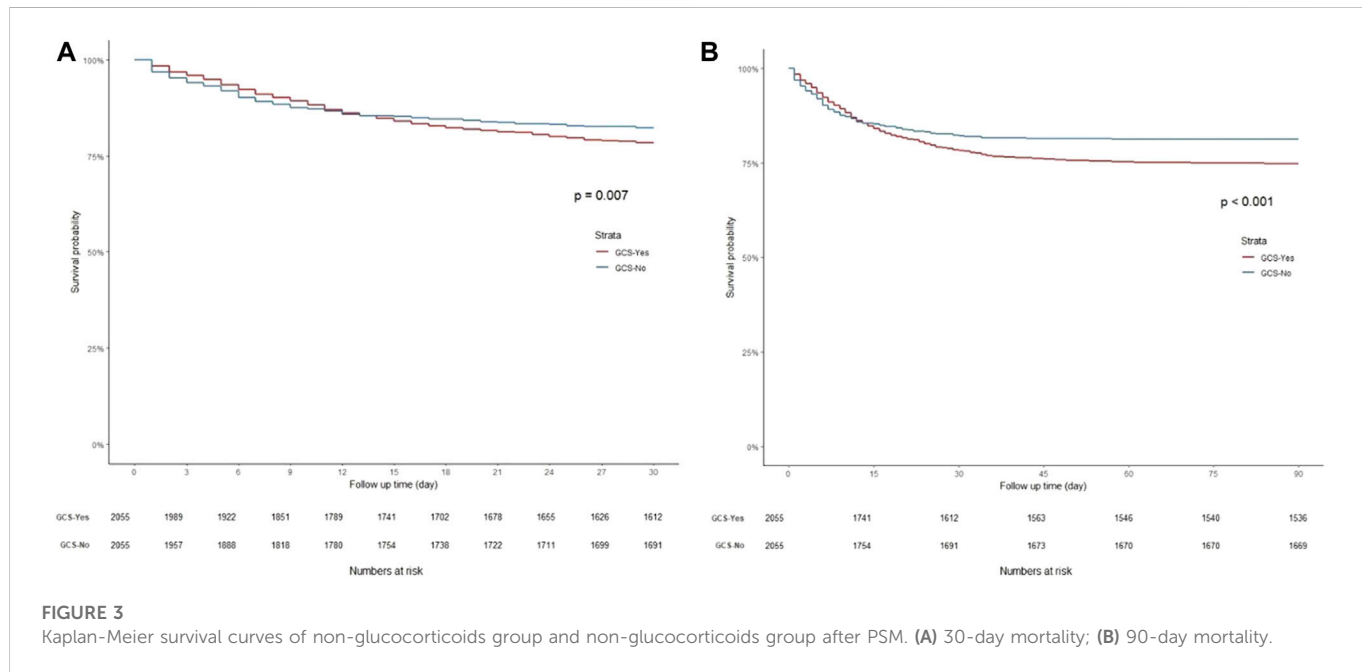 A
100%
75%
50%
25%
0%
Survival probability
p = 0.007
Strata
GCS-Yes
GCS-No
0 3 6 9 12 15 18 21 24 27 30
Follow up time (day)
GCS-Yes 2055 1989 1922 1851 1789 1741 1702 1678 1655 1626 1612
GCS-No 2055 1957 1888 1818 1780 1754 1738 1722 1711 1699 1691
Numbers at risk
B
100%
75%
50%
25%
0%
Survival probability
p < 0.001
Strata
GCS-Yes
GCS-No
0 15 30 45 60 75 90
Follow up time (day)
GCS-Yes 2055 1741 1612 1563 1546 1540 1536
GCS-No 2055 1754 1691 1673 1670 1670 1669
Numbers at risk
FIGURE 3
Kaplan-Meier survival curves of non-glucocorticoids group and non-glucocorticoids group after PSM. (A) 30-day mortality; (B) 90-day mortality.